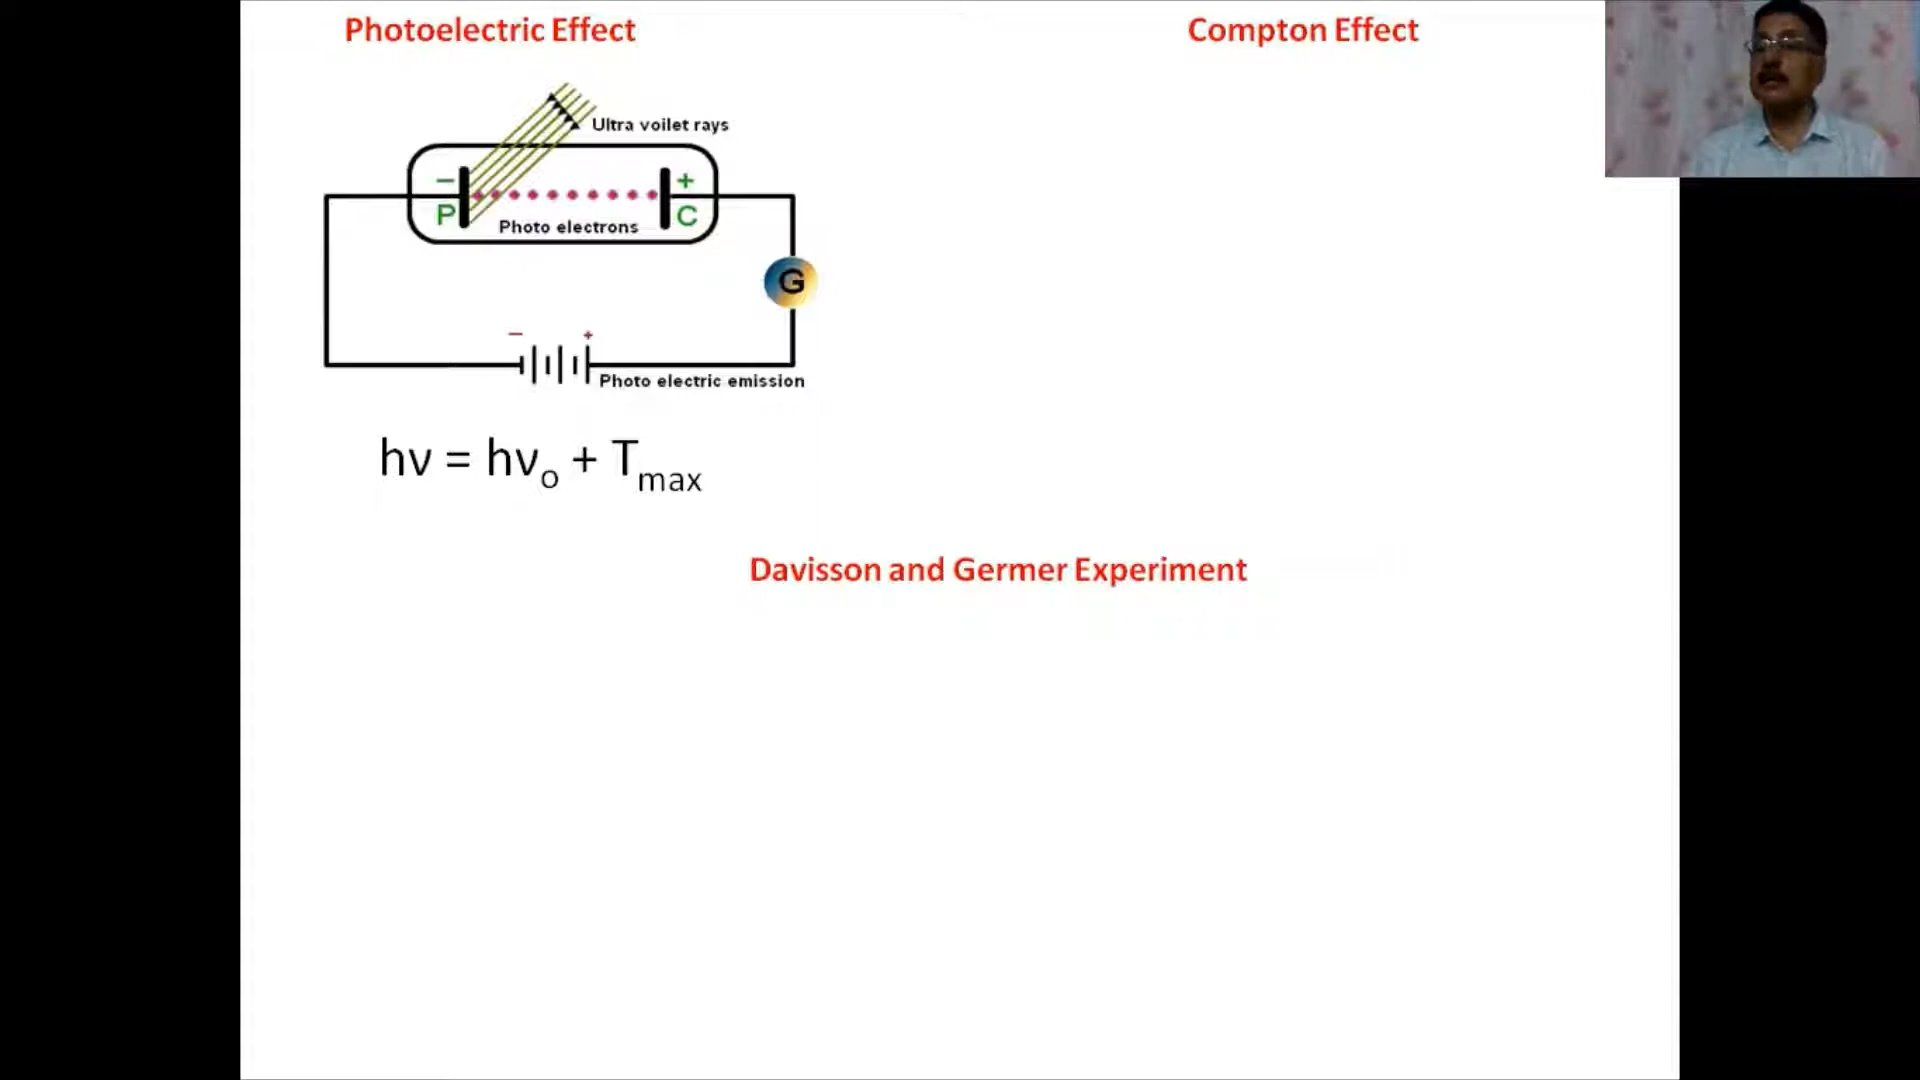 Photoelectric Effect
Compton Effect
Ultra voilet rays
− +
P C
Photo electrons
G
− +
Photo electric emission
hν = hνₒ + Tₘₐₓ
Davisson and Germer Experiment